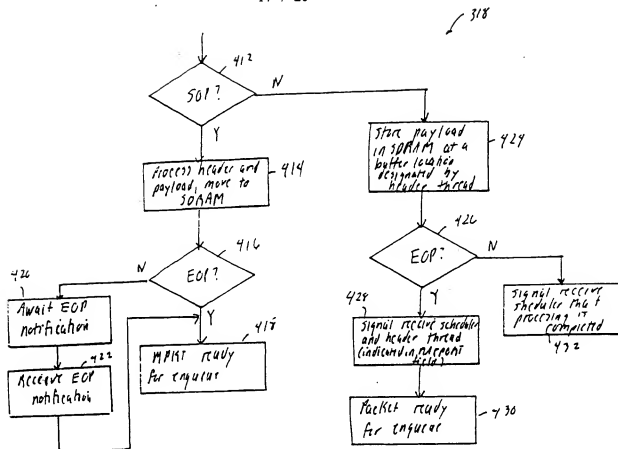 318
412
SOP?
N
Y
Store payload
in SDRAM at a
buffer location
designated by
header thread
424
Process header and
payload, move to
SDRAM
414
416
EOP?
N
Y
426
EOP?
N
Y
420
Await EOP
notification
422
Receive EOP
notification
418
MPKT ready
for enqueue
428
Signal receive scheduler
and header thread
(indicated in
field)
Signal receive
scheduler that
processing is
completed
432
Packet ready
for enqueue
430